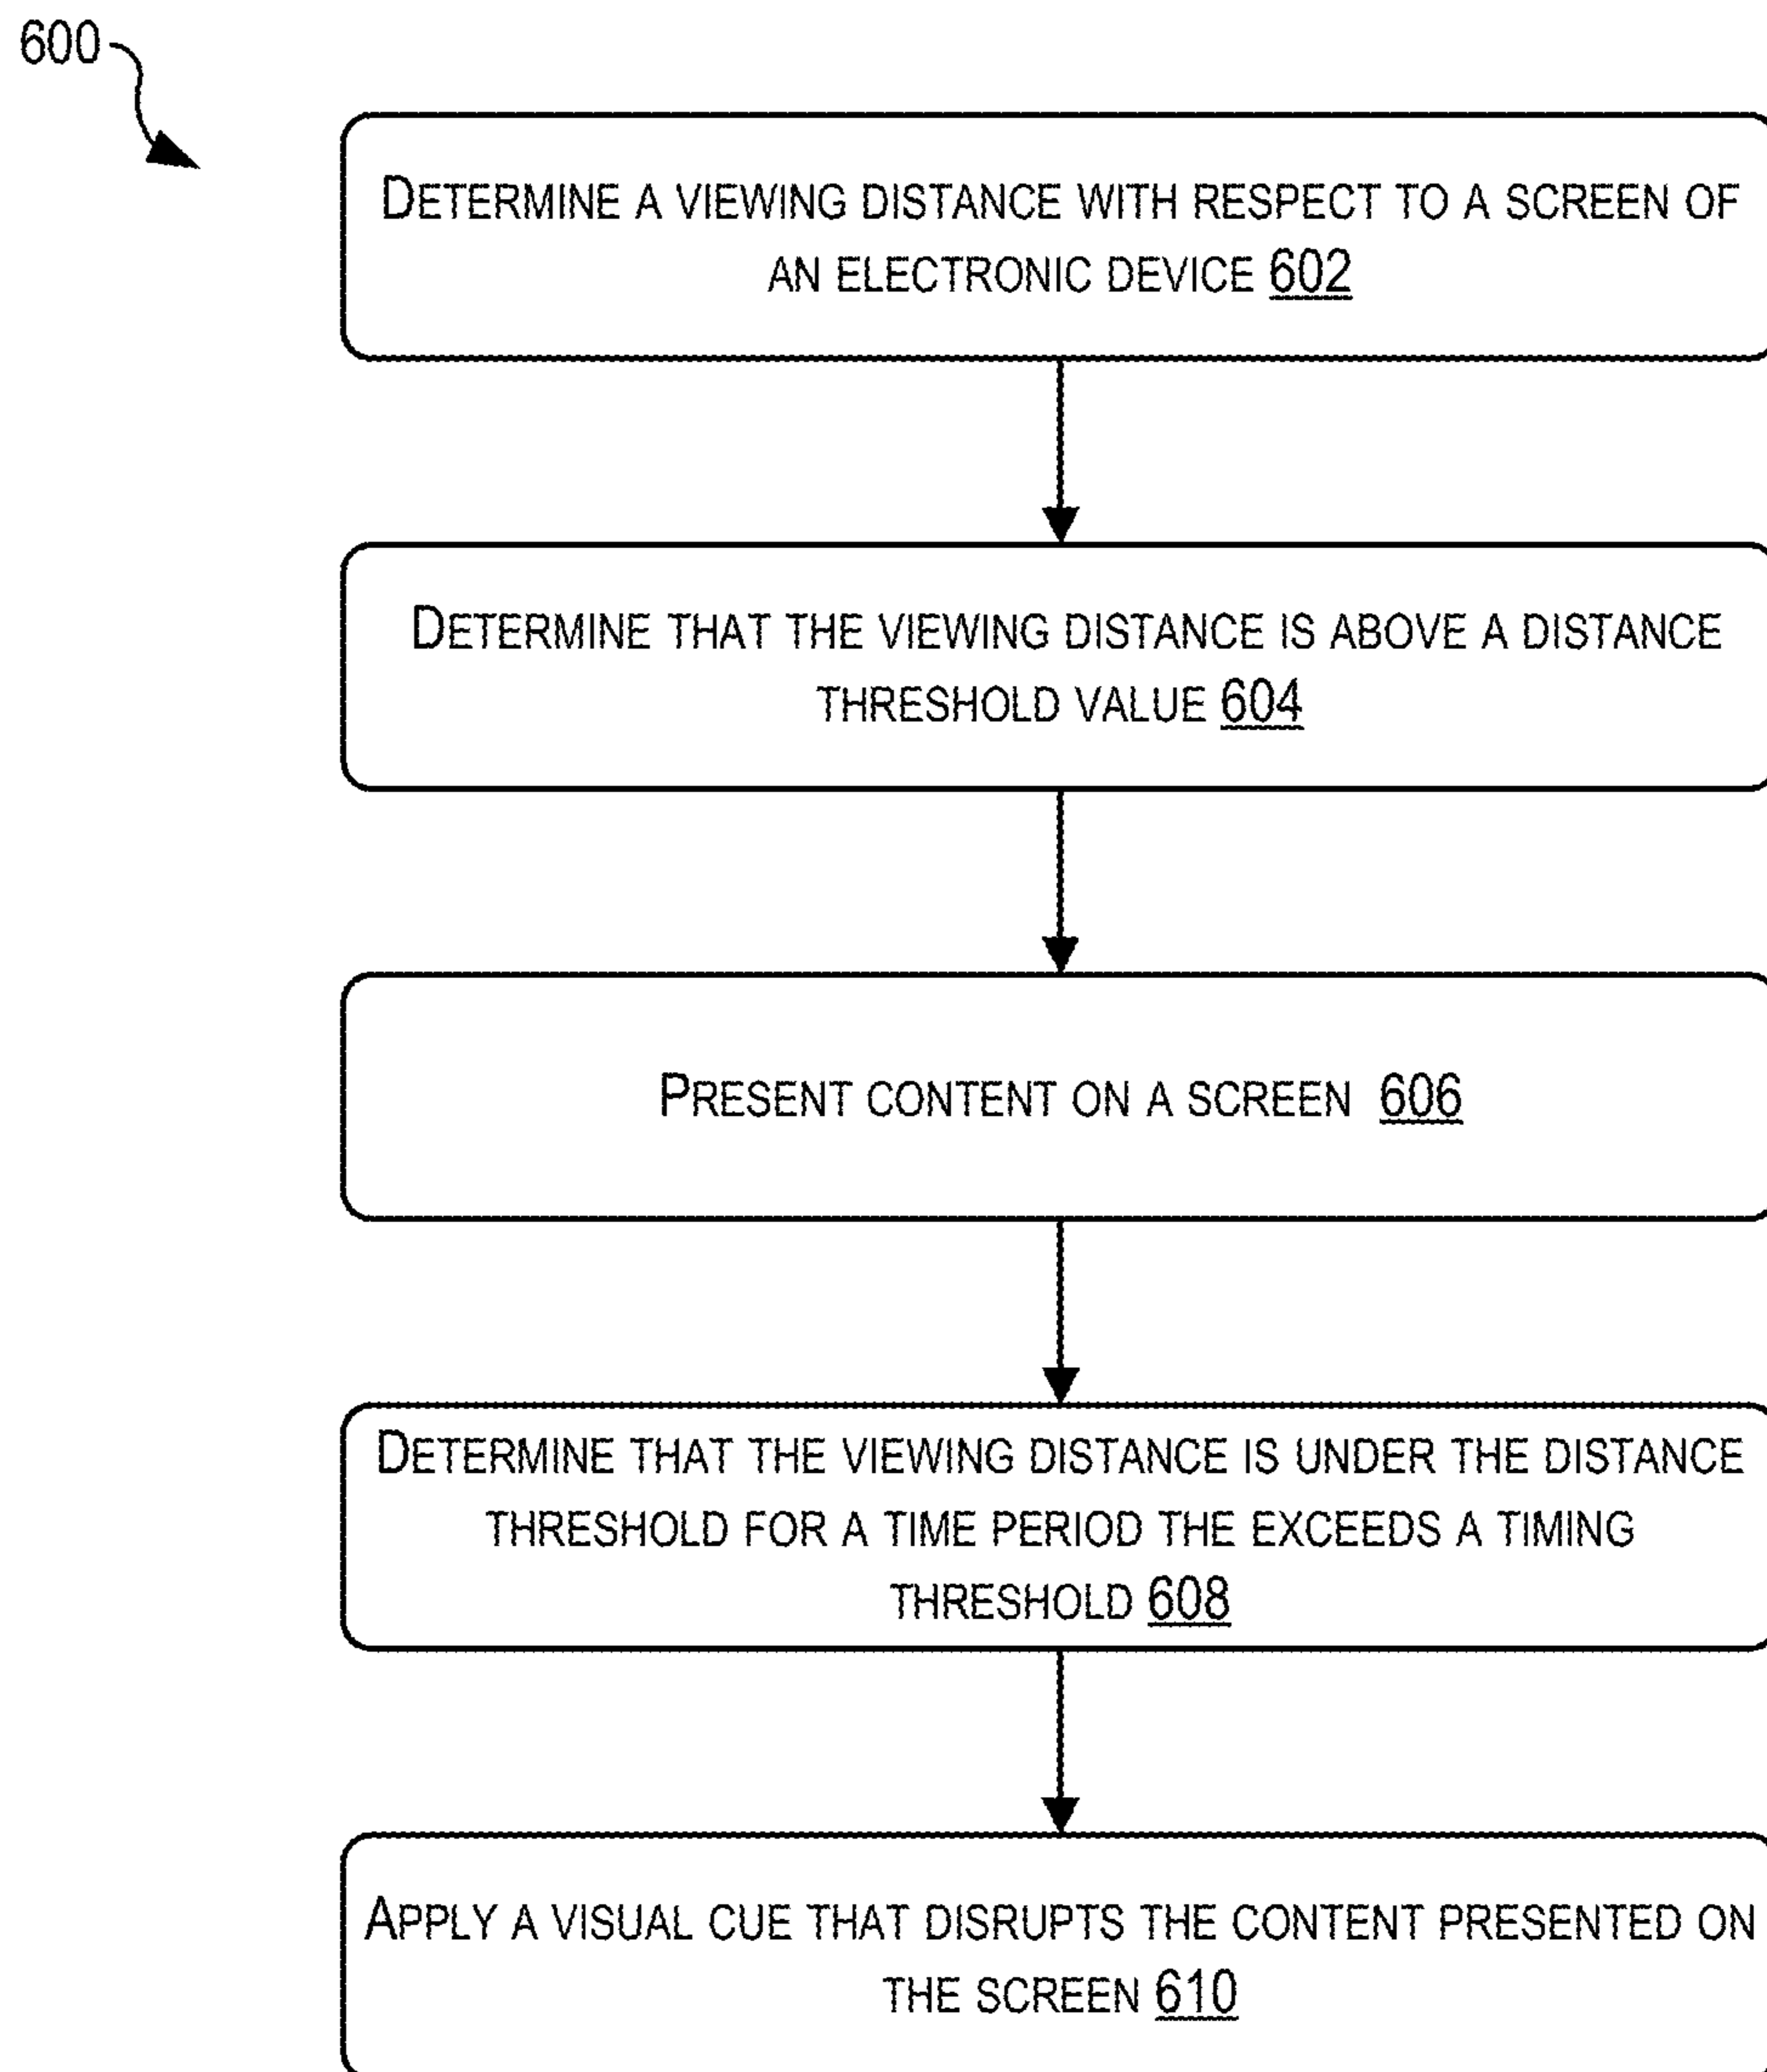 600
DETERMINE A VIEWING DISTANCE WITH RESPECT TO A SCREEN OF
AN ELECTRONIC DEVICE 602
DETERMINE THAT THE VIEWING DISTANCE IS ABOVE A DISTANCE
THRESHOLD VALUE 604
PRESENT CONTENT ON A SCREEN 606
DETERMINE THAT THE VIEWING DISTANCE IS UNDER THE DISTANCE
THRESHOLD FOR A TIME PERIOD THE EXCEEDS A TIMING
THRESHOLD 608
APPLY A VISUAL CUE THAT DISRUPTS THE CONTENT PRESENTED ON
THE SCREEN 610